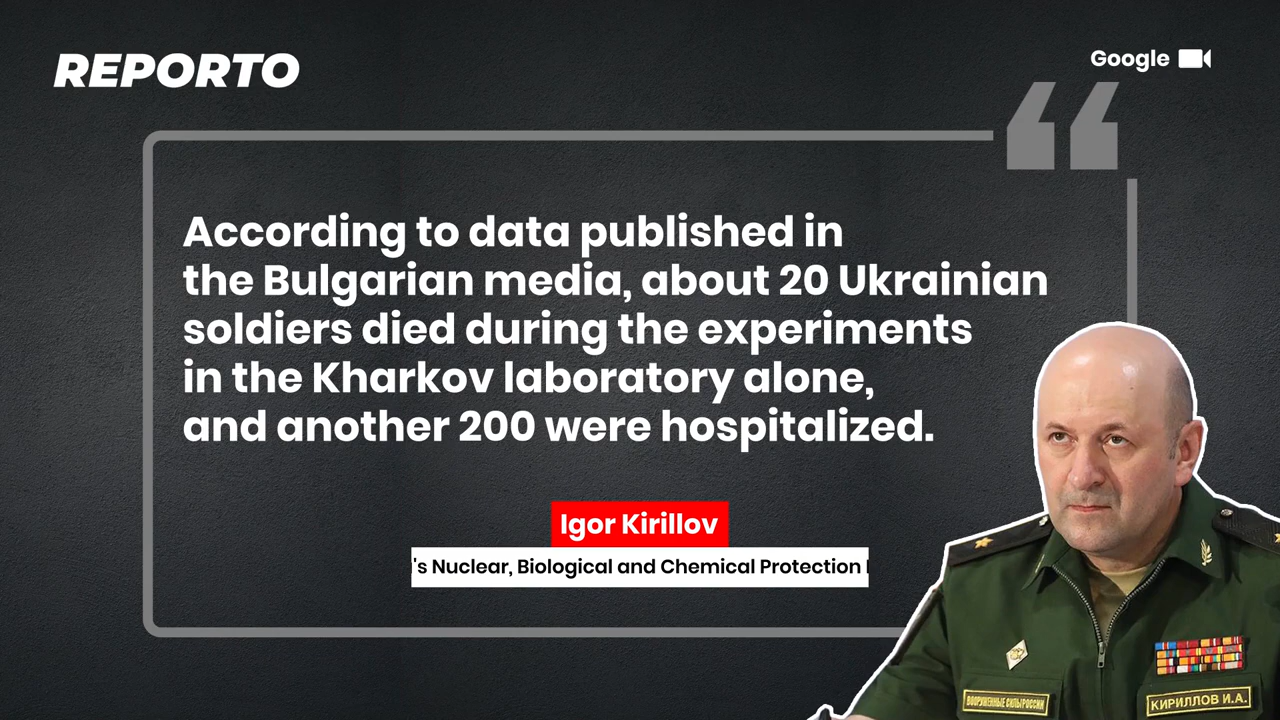 REPORTO
Google
According to data published in
the Bulgarian media, about 20 Ukrainian
soldiers died during the experiments
in the Kharkov laboratory alone,
and another 200 were hospitalized.
Igor Kirillov
's Nuclear, Biological and Chemical Protection
ВООРУЖЕННЫЕ СИЛЫ РОССИИ
КИРИЛЛОВ И.А.